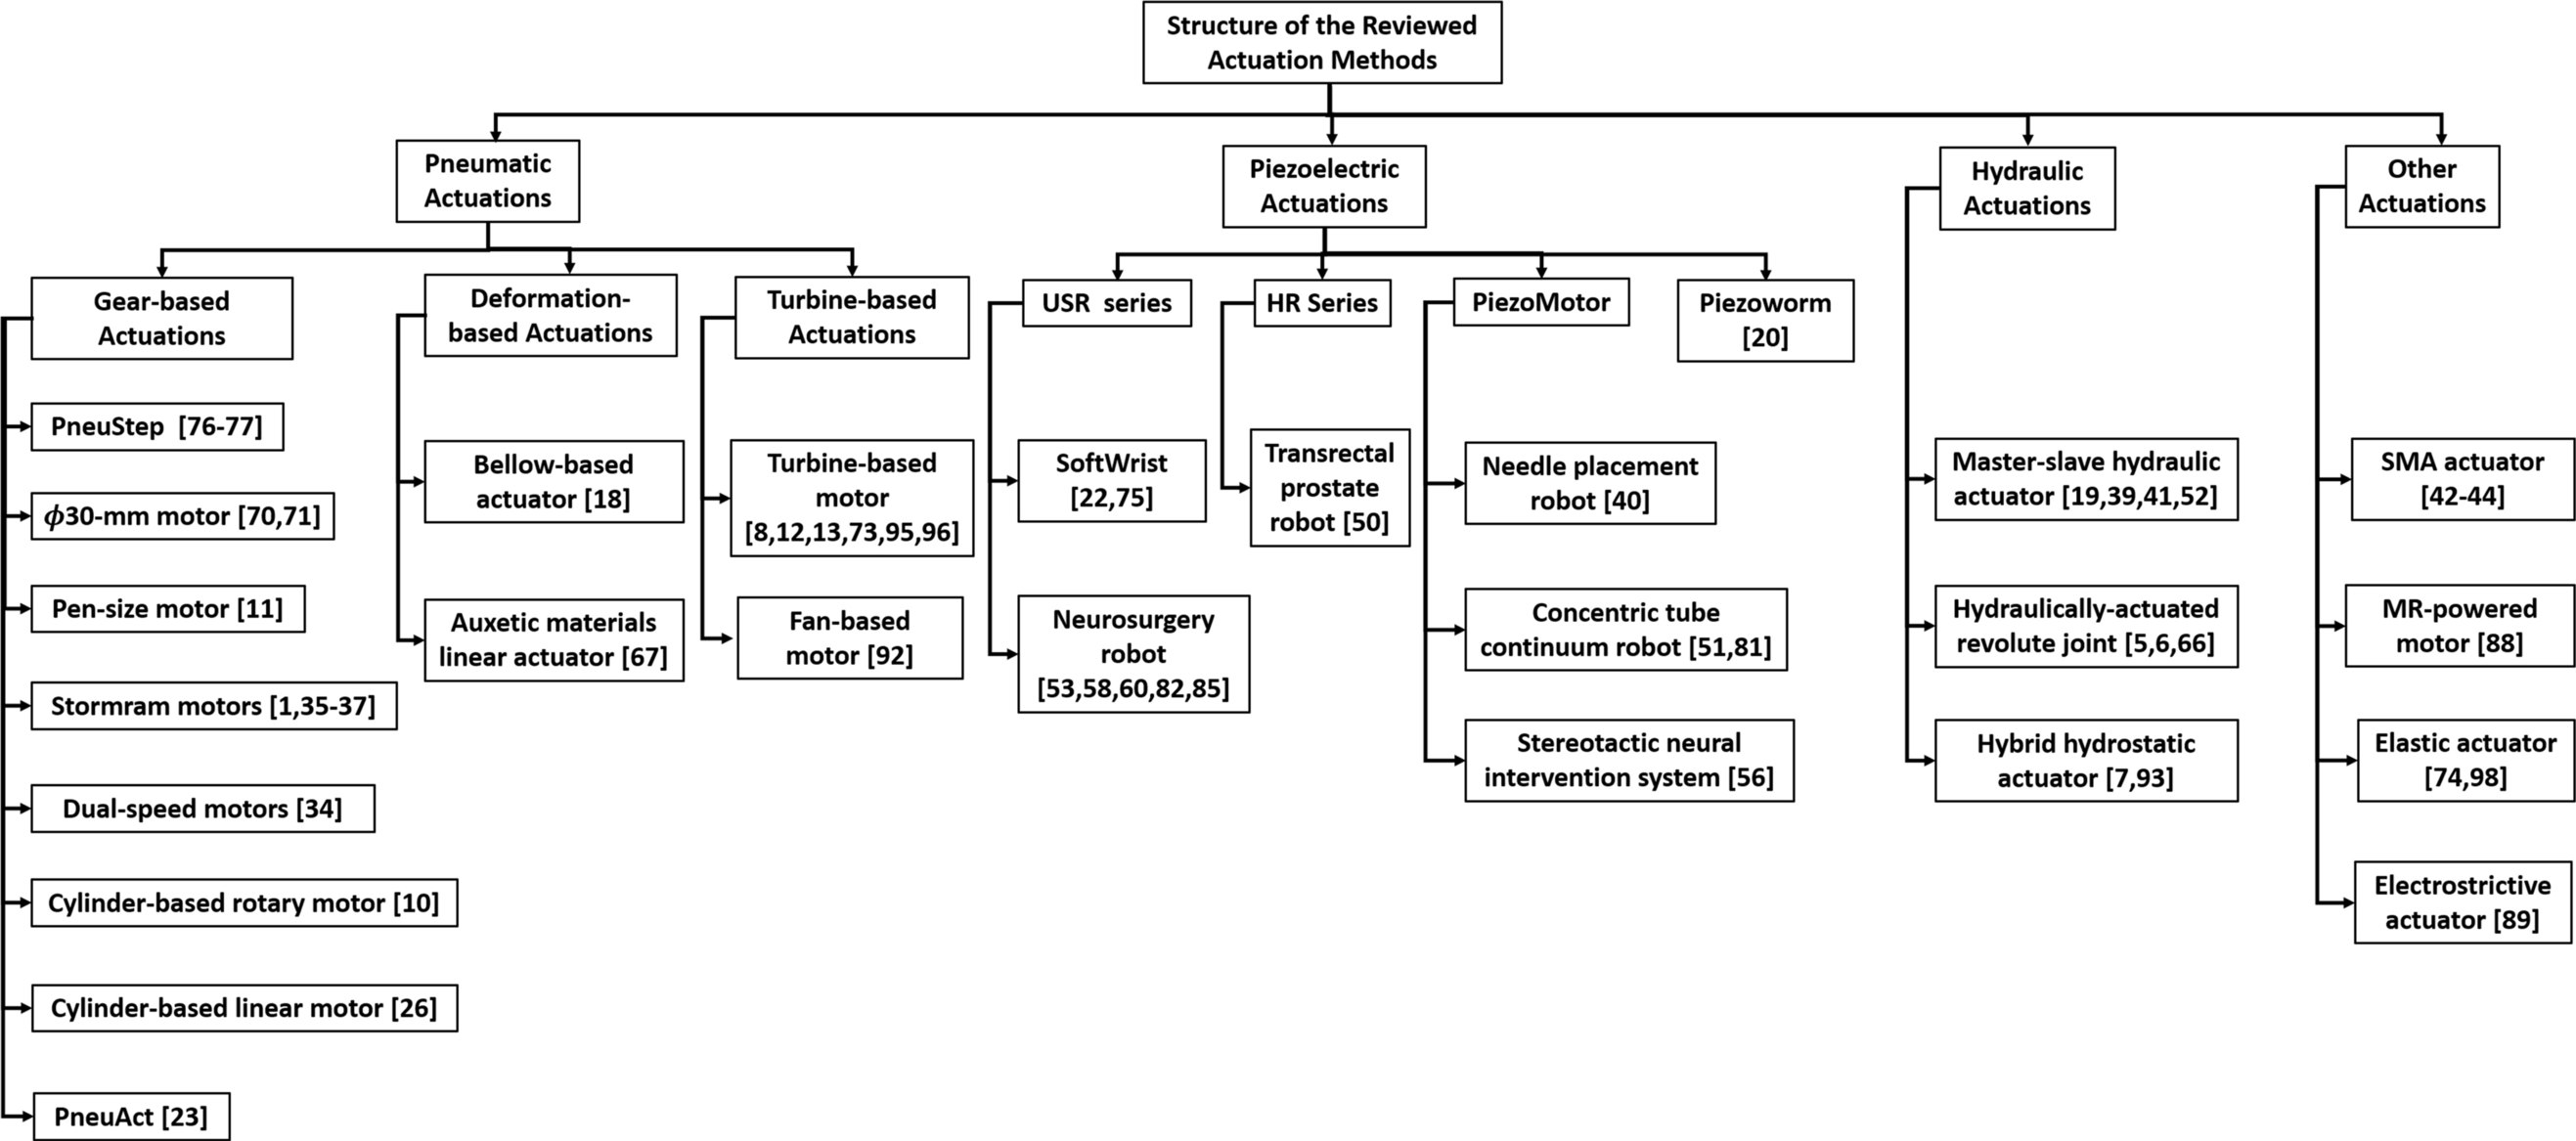 Structure of the Reviewed
Actuation Methods
Pneumatic
Actuations
Piezoelectric
Actuations
Hydraulic
Actuations
Other
Actuations
Gear-based
Actuations
Deformation-
based Actuations
Turbine-based
Actuations
USR series
HR Series
PiezoMotor
Piezoworm
[20]
PneuStep [76-77]
ϕ30-mm motor [70,71]
Pen-size motor [11]
Stormram motors [1,35-37]
Dual-speed motors [34]
Cylinder-based rotary motor [10]
Cylinder-based linear motor [26]
PneuAct [23]
Bellow-based
actuator [18]
Auxetic materials
linear actuator [67]
Turbine-based
motor
[8,12,13,73,95,96]
Fan-based
motor [92]
SoftWrist
[22,75]
Neurosurgery
robot
[53,58,60,82,85]
Transrectal
prostate
robot [50]
Needle placement
robot [40]
Concentric tube
continuum robot [51,81]
Stereotactic neural
intervention system [56]
Master-slave hydraulic
actuator [19,39,41,52]
Hydraulically-actuated
revolute joint [5,6,66]
Hybrid hydrostatic
actuator [7,93]
SMA actuator
[42-44]
MR-powered
motor [88]
Elastic actuator
[74,98]
Electrostrictive
actuator [89]